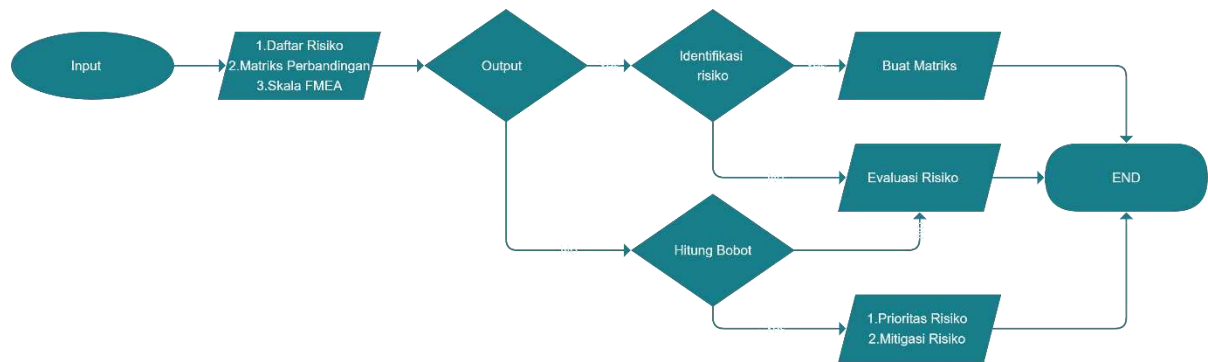 Input
1.Daftar Risiko
2.Matriks Perbandingan
3.Skala FMEA
Output
Identifikasi
risiko
Buat Matriks
Evaluasi Risiko
END
Hitung Bobot
1.Prioritas Risiko
2.Mitigasi Risiko